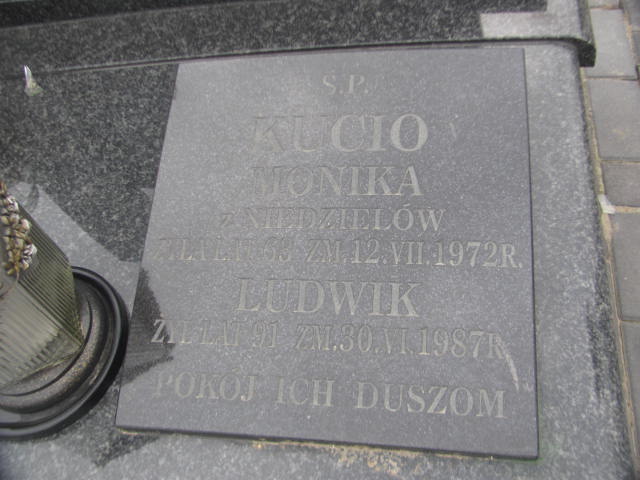 Ś.P.
KUCIO
MONIKA
z NIEDZIELÓW
ŻYŁA LAT 63 ZM.12.VII.1972R.
LUDWIK
ŻYŁ LAT 91 ZM.30.VI.1987R.
POKÓJ ICH DUSZOM